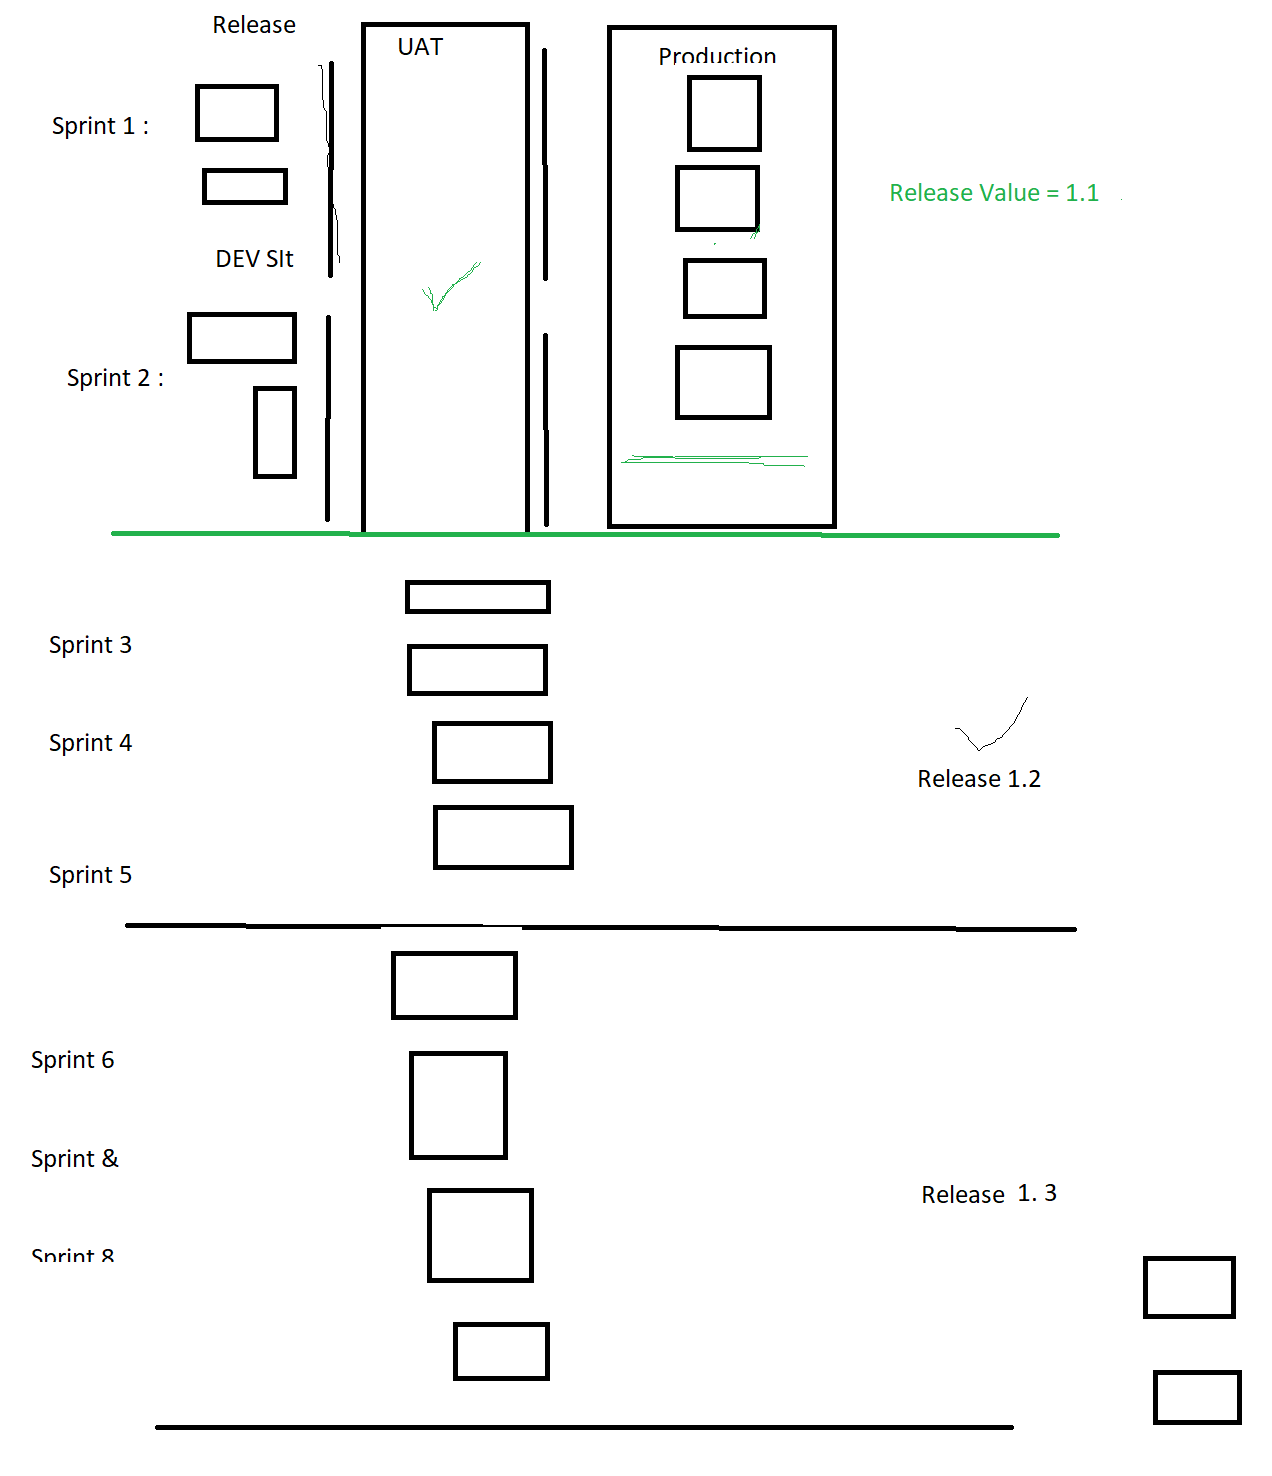 Release
UAT
Production
Sprint 1 :
Release Value = 1.1
DEV SIt
Sprint 2 :
Sprint 3
Sprint 4
Release 1.2
Sprint 5
Sprint 6
Sprint &
Release 1. 3
Sprint 8